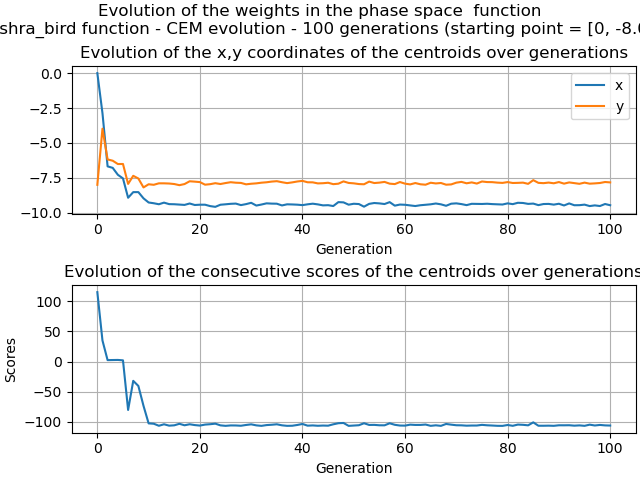 Evolution of the weights in the phase space function
shra_bird function - CEM evolution - 100 generations (starting point = [0, -8.0
Evolution of the x,y coordinates of the centroids over generations
0.0
−2.5
−5.0
−7.5
−10.0
x
y
0 20 40 60 80 100
Generation
Evolution of the consecutive scores of the centroids over generations
Scores
100
50
0
−50
−100
0 20 40 60 80 100
Generation